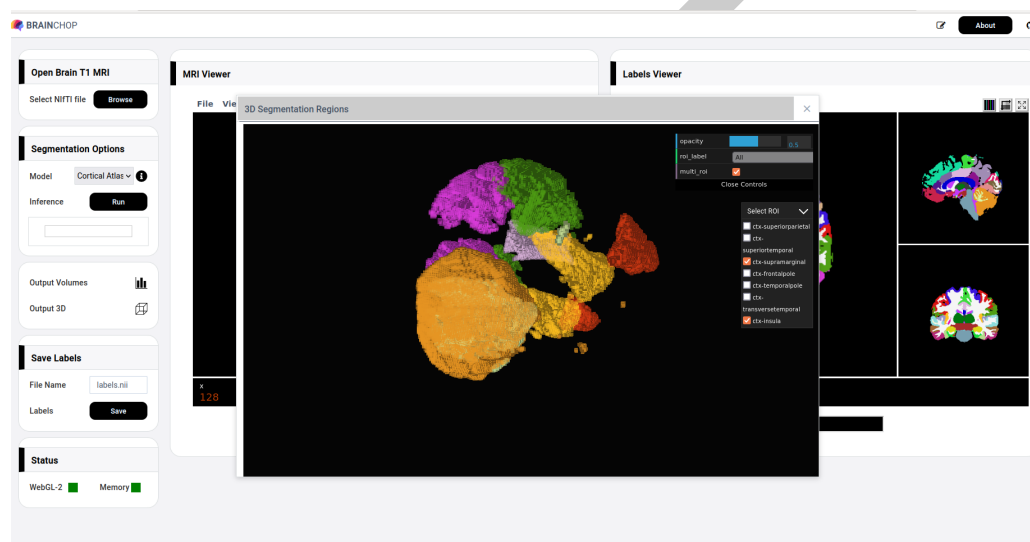 BRAINCHOP
About
Open Brain T1 MRI
Select NIfTI file
Browse
Segmentation Options
Model
Cortical Atlas
Inference
Run
Output Volumes
Output 3D
Save Labels
File Name
labels.nii
Labels
Save
Status
WebGL-2
Memory
MRI Viewer
File Vie
x
128
Labels Viewer
3D Segmentation Regions
×
opacity
0.5
roi_label
All
multi_roi
Close Controls
Select ROI
ctx-superiorparietal
ctx-
superiortemporal
ctx-supramarginal
ctx-frontalpole
ctx-temporalpole
ctx-
transversetemporal
ctx-insula